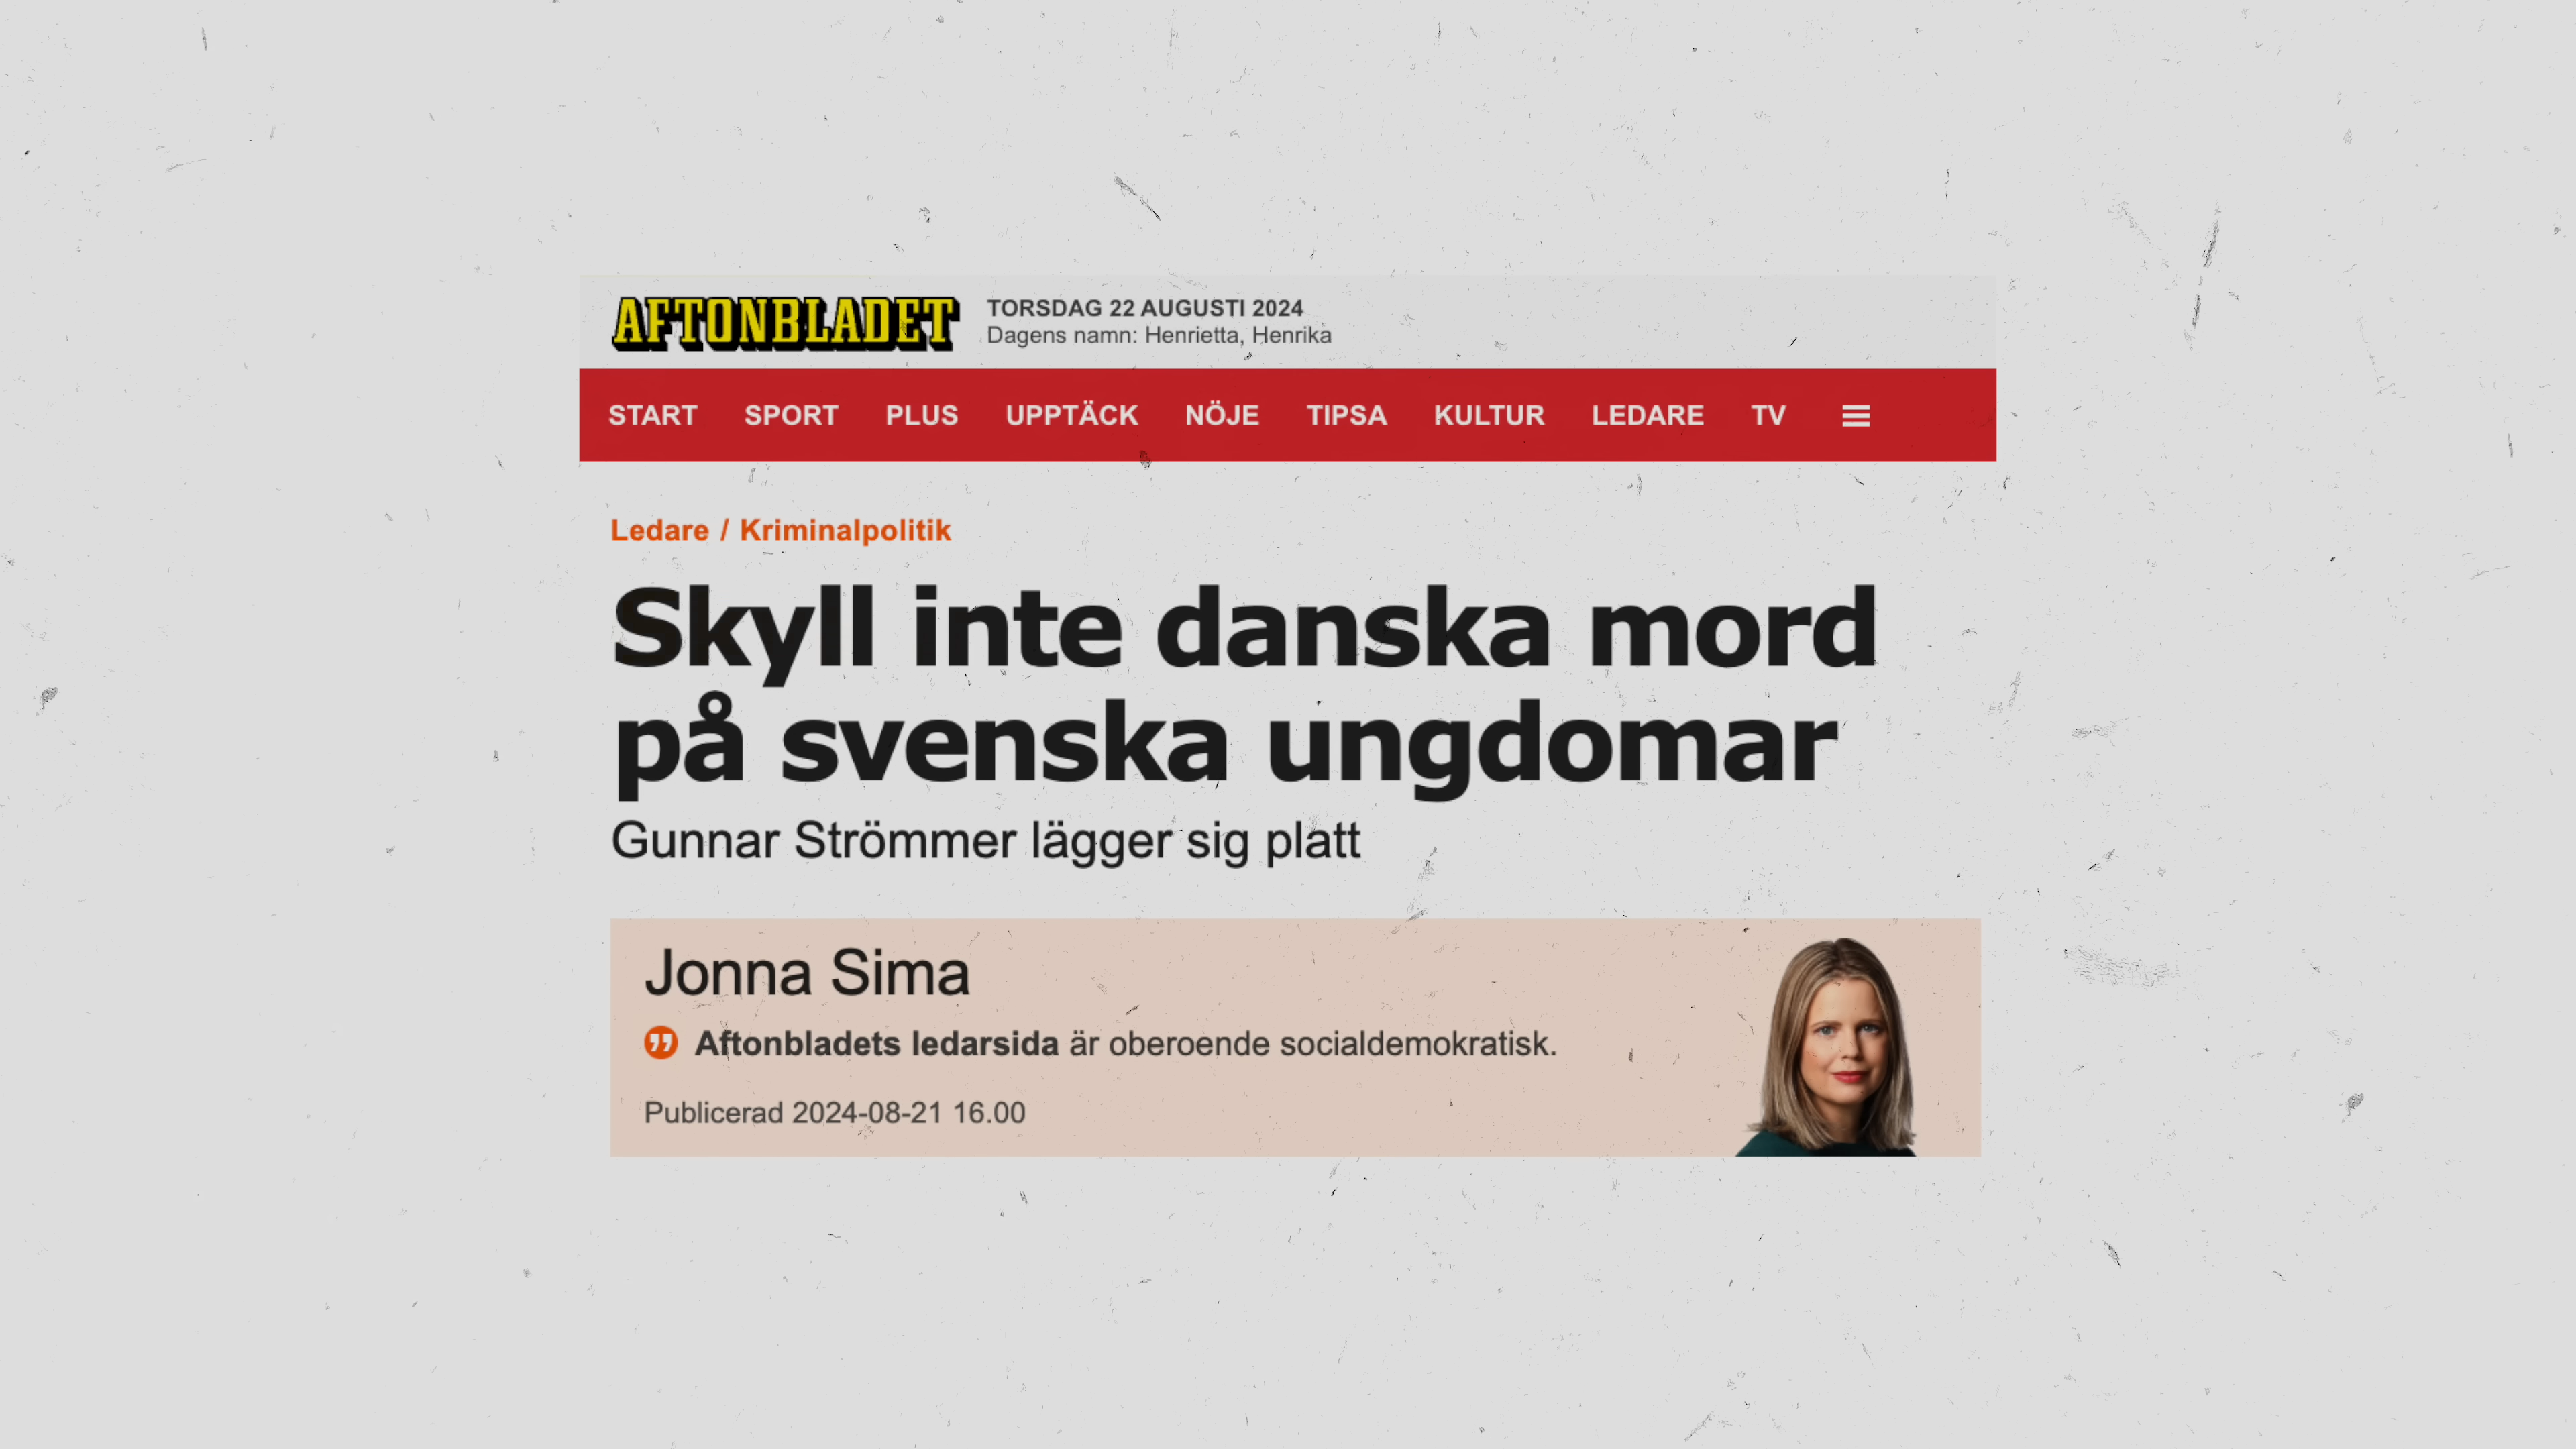 AFTONBLADET
TORSDAG 22 AUGUSTI 2024
Dagens namn: Henrietta, Henrika
START SPORT PLUS UPPTÄCK NÖJE TIPSA KULTUR LEDARE TV
Ledare / Kriminalpolitik
Skyll inte danska mord
på svenska ungdomar
Gunnar Strömmer lägger sig platt
Jonna Sima
Aftonbladets ledarsida är oberoende socialdemokratisk.
Publicerad 2024-08-21 16.00